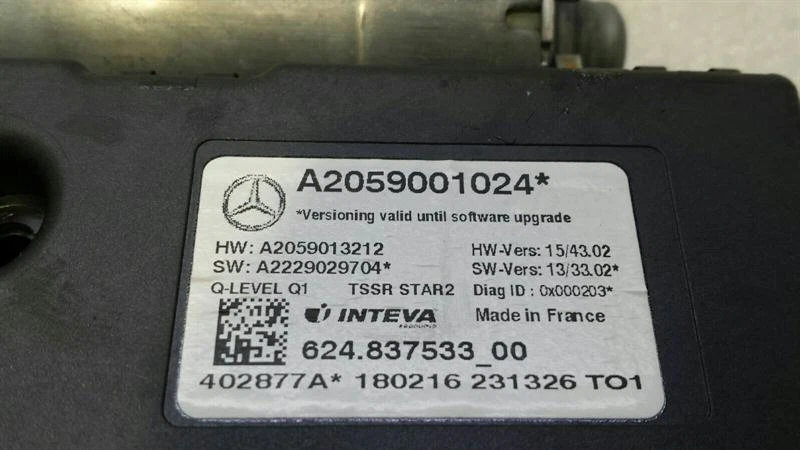 A2059001024*
*Versioning valid until software upgrade
HW: A2059013212 HW-Vers: 15/43.02
SW: A2229029704* SW-Vers: 13/33.02*
Q-LEVEL Q1 TSSR STAR2 Diag ID : 0x000203*
INTEVA Made in France
PRODUCTS
624.837533_00
402877A* 180216 231326 TO1